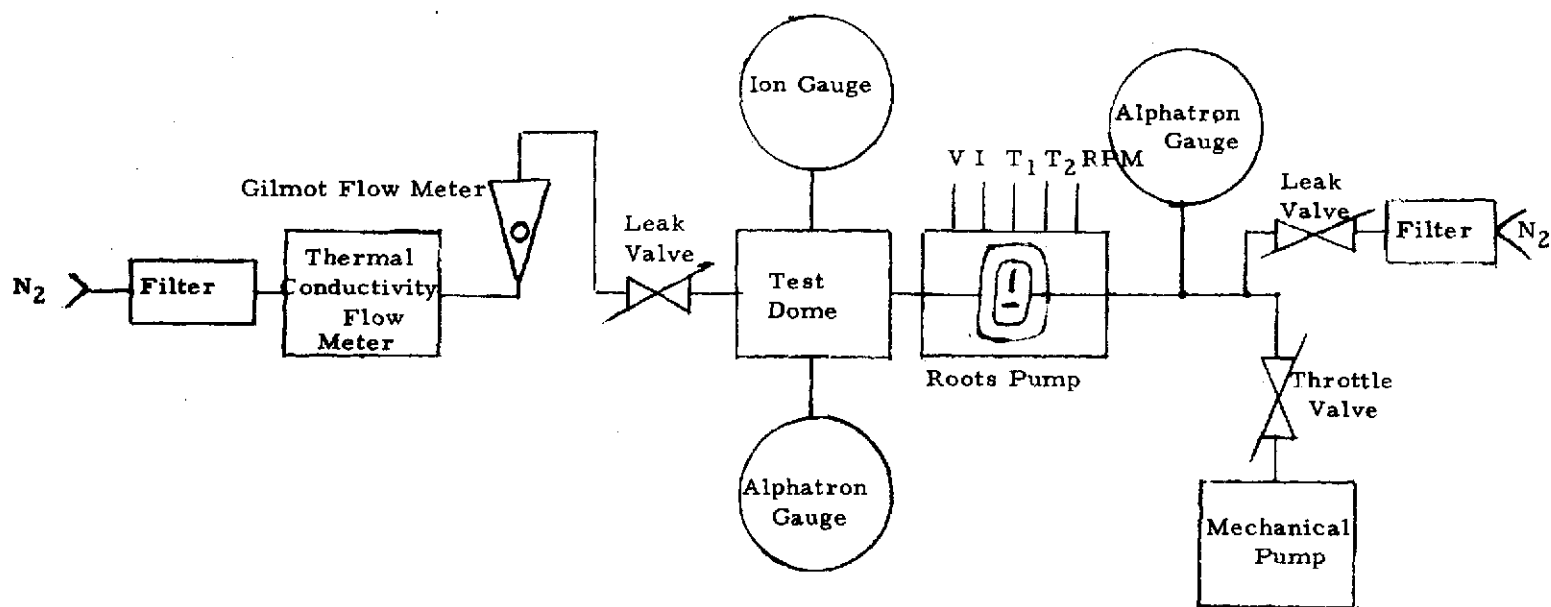 N2
Filter
Thermal
Conductivity
Flow
Meter
Gilmot Flow Meter
Leak
Valve
Ion Gauge
Test
Dome
Alphatron
Gauge
V I T1 T2 RPM
Roots Pump
Alphatron
Gauge
Leak
Valve
Filter
N2
Throttle
Valve
Mechanical
Pump